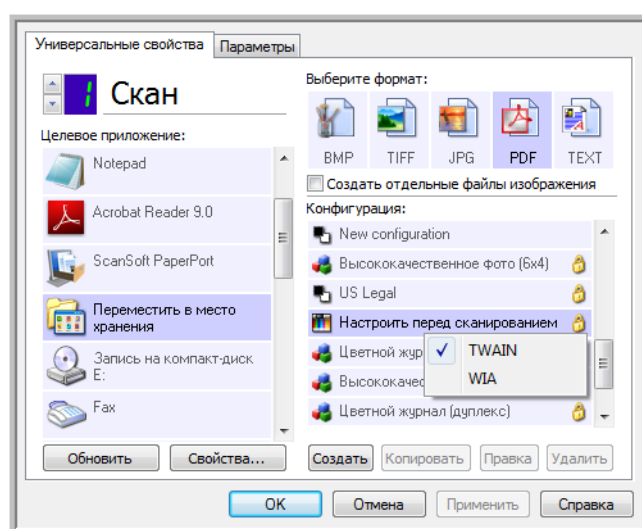 Универсальные свойства
Параметры
1
Скан
Целевое приложение:
Notepad
Acrobat Reader 9.0
ScanSoft PaperPort
Переместить в место
хранения
Запись на компакт-диск
E:
Fax
Обновить
Свойства...
Выберите формат:
BMP
TIFF
JPG
PDF
TEXT
Создать отдельные файлы изображения
Конфигурация:
New configuration
Высококачественное фото (6x4)
US Legal
Настроить перед сканированием
Цветной жур
TWAIN
Высококачес
WIA
Цветной журнал (дуплекс)
Создать
Копировать
Правка
Удалить
OK
Отмена
Применить
Справка